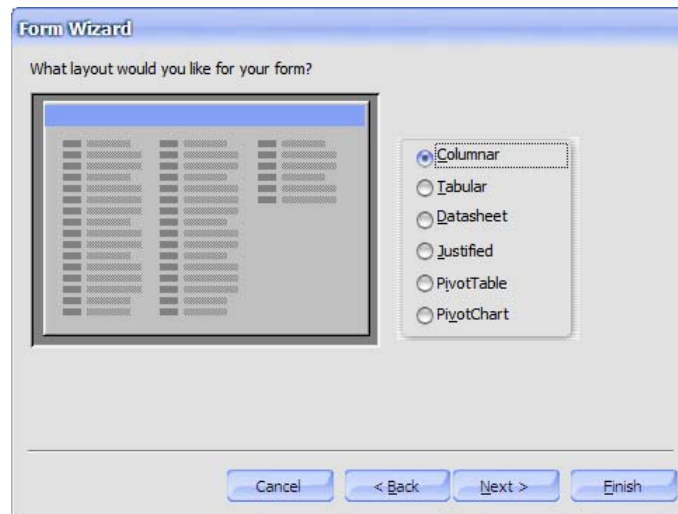 Form Wizard
What layout would you like for your form?
Columnar
Tabular
Datasheet
Justified
PivotTable
PivotChart
Cancel
< Back
Next >
Finish